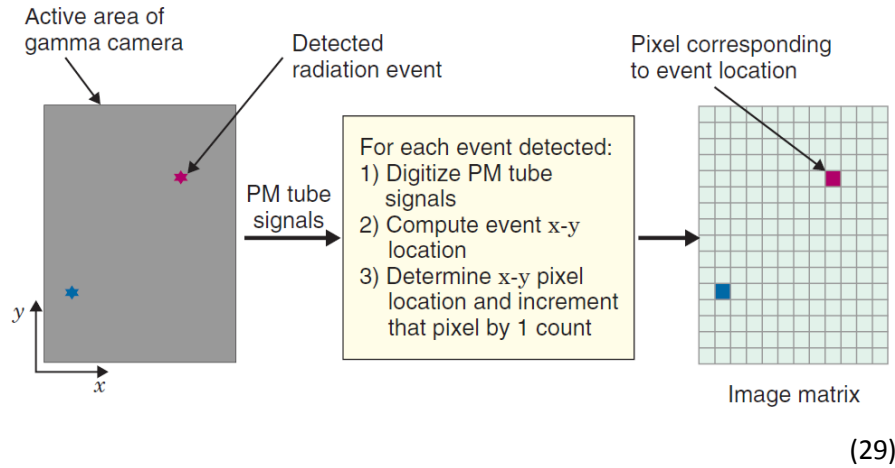 Active area of
gamma camera
Detected
radiation event
Pixel corresponding
to event location
PM tube
signals
For each event detected:
1) Digitize PM tube
signals
2) Compute event x-y
location
3) Determine x-y pixel
location and increment
that pixel by 1 count
y
x
Image matrix
(29)